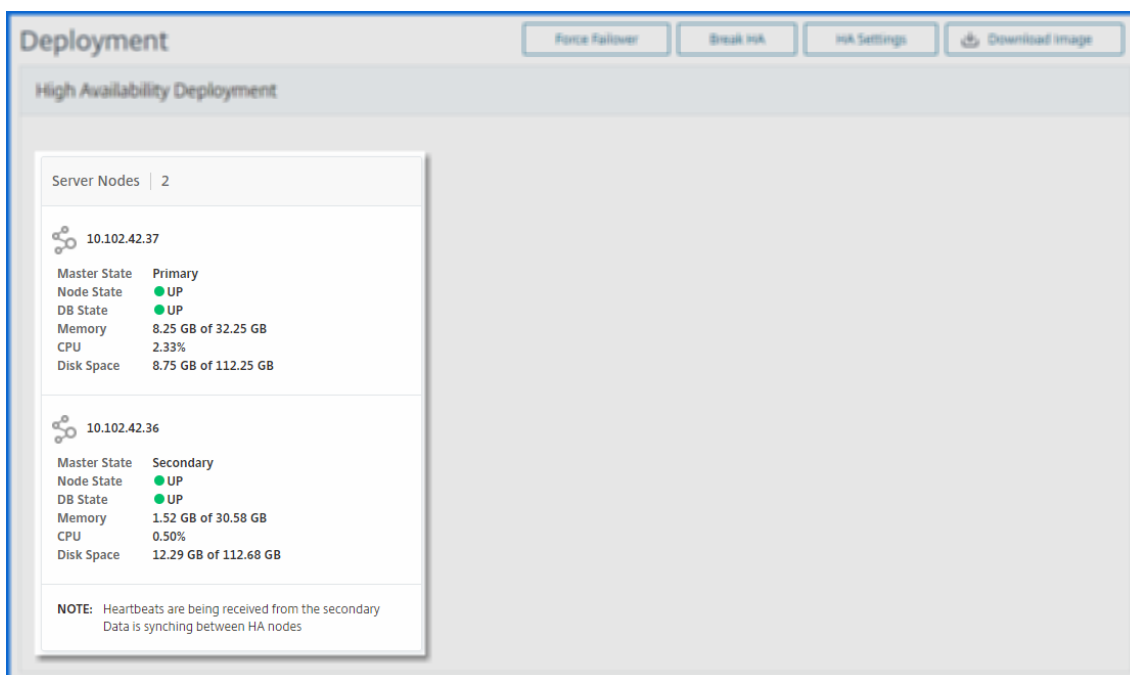 Deployment
Force Failover
Break HA
HA Settings
Download Image
High Availability Deployment
Server Nodes | 2
10.102.42.37
Master State Primary
Node State UP
DB State UP
Memory 8.25 GB of 32.25 GB
CPU 2.33%
Disk Space 8.75 GB of 112.25 GB
10.102.42.36
Master State Secondary
Node State UP
DB State UP
Memory 1.52 GB of 30.58 GB
CPU 0.50%
Disk Space 12.29 GB of 112.68 GB
NOTE: Heartbeats are being received from the secondary
Data is synching between HA nodes